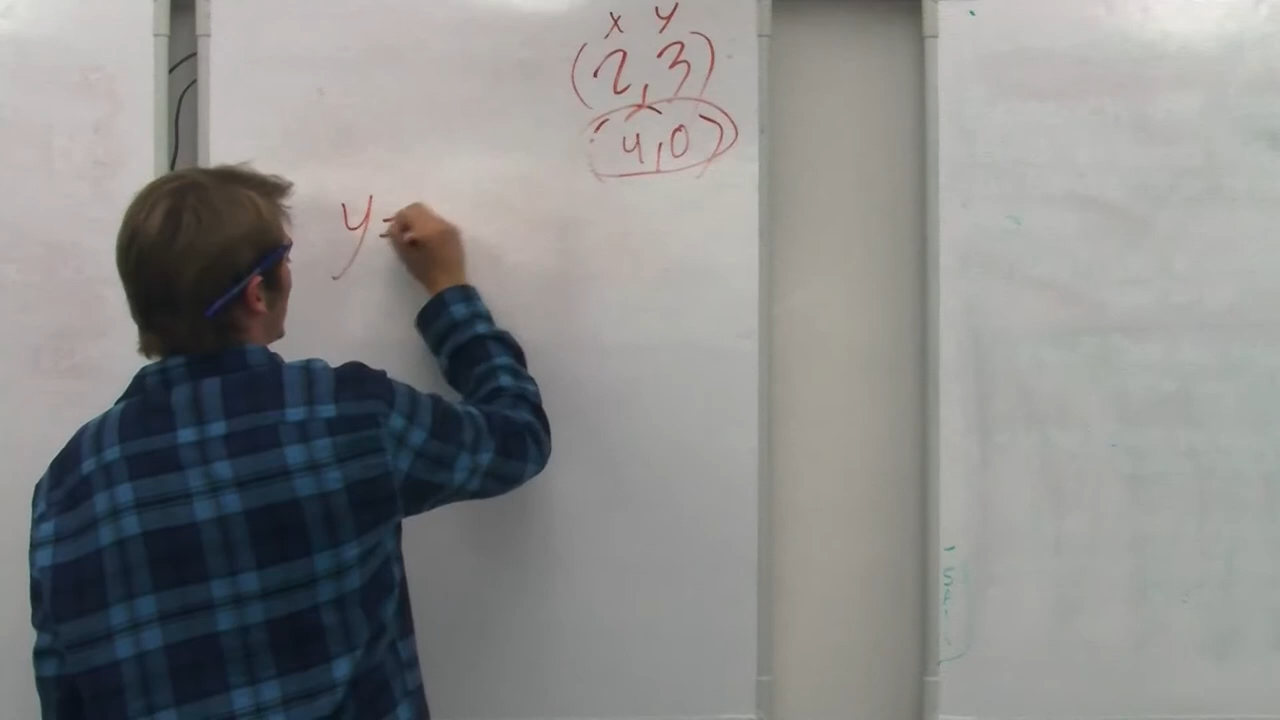 x y
(2,3)
(4,0)
y=